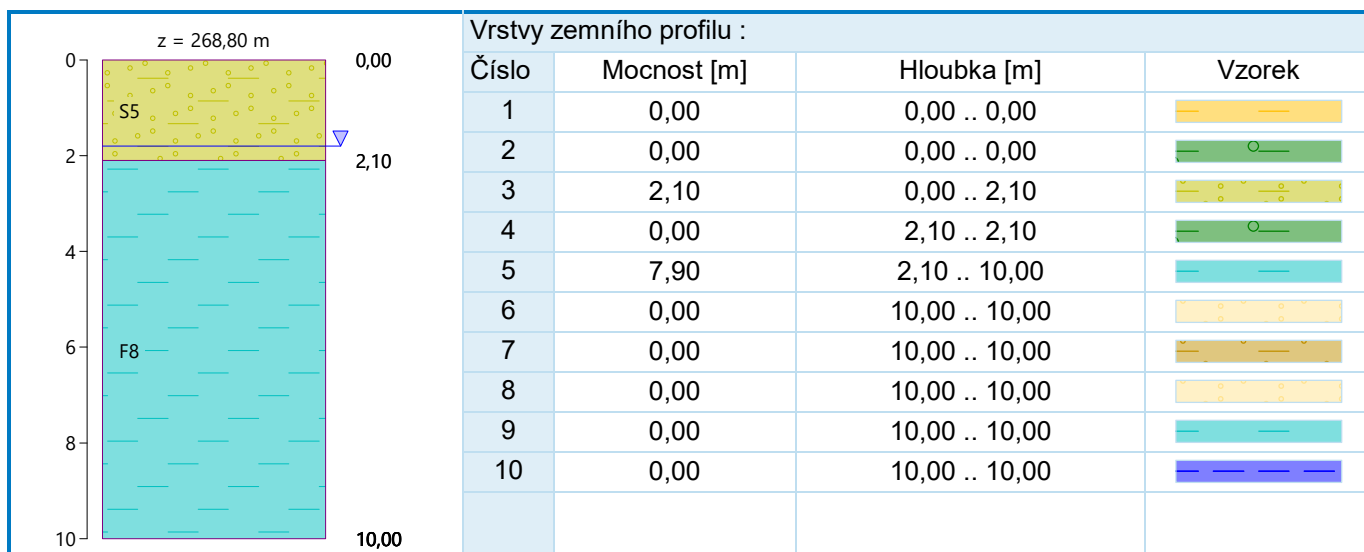 z = 268,80 m
0
0,00
S5
2
2,10
4
6
F8
8
10
10,00
Vrstvy zemního profilu :
Číslo Mocnost [m] Hloubka [m] Vzorek
1 0,00 0,00 .. 0,00
2 0,00 0,00 .. 0,00
3 2,10 0,00 .. 2,10
4 0,00 2,10 .. 2,10
5 7,90 2,10 .. 10,00
6 0,00 10,00 .. 10,00
7 0,00 10,00 .. 10,00
8 0,00 10,00 .. 10,00
9 0,00 10,00 .. 10,00
10 0,00 10,00 .. 10,00